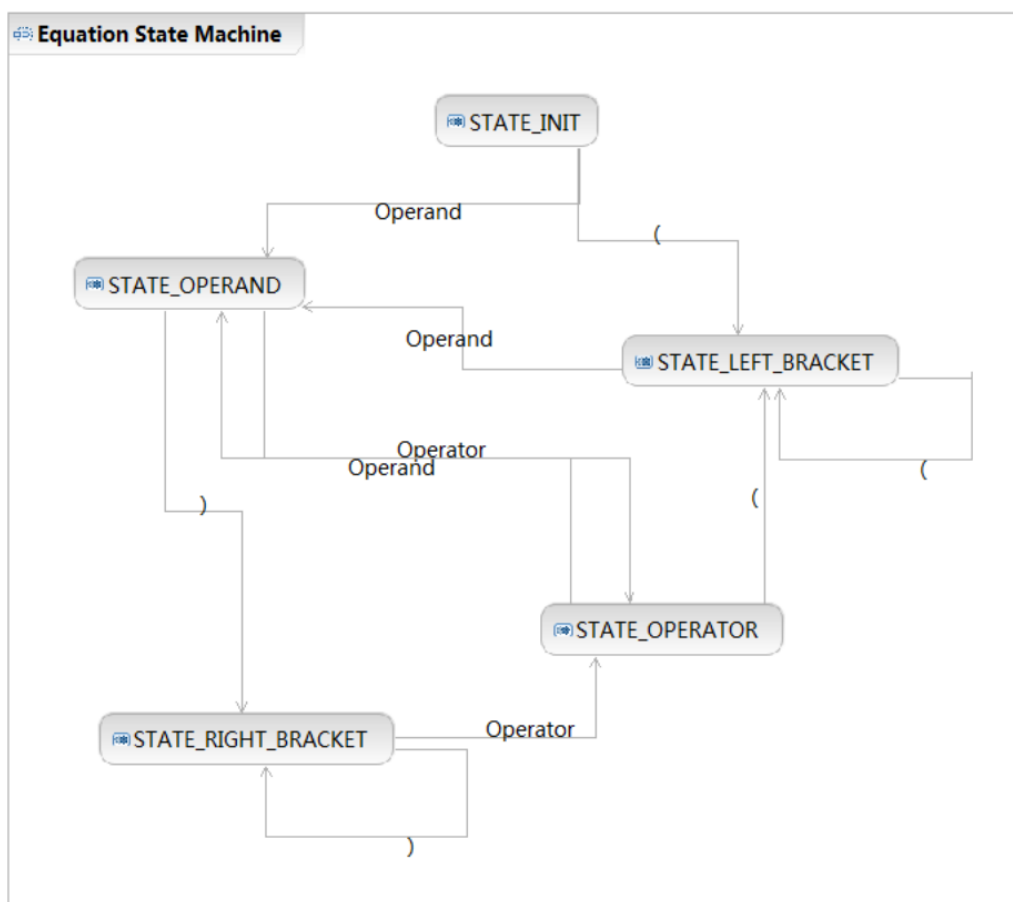 Equation State Machine
STATE_INIT
Operand
(
STATE_OPERAND
Operand
STATE_LEFT_BRACKET
Operator
Operand
(
)
(
STATE_OPERATOR
Operator
STATE_RIGHT_BRACKET
)